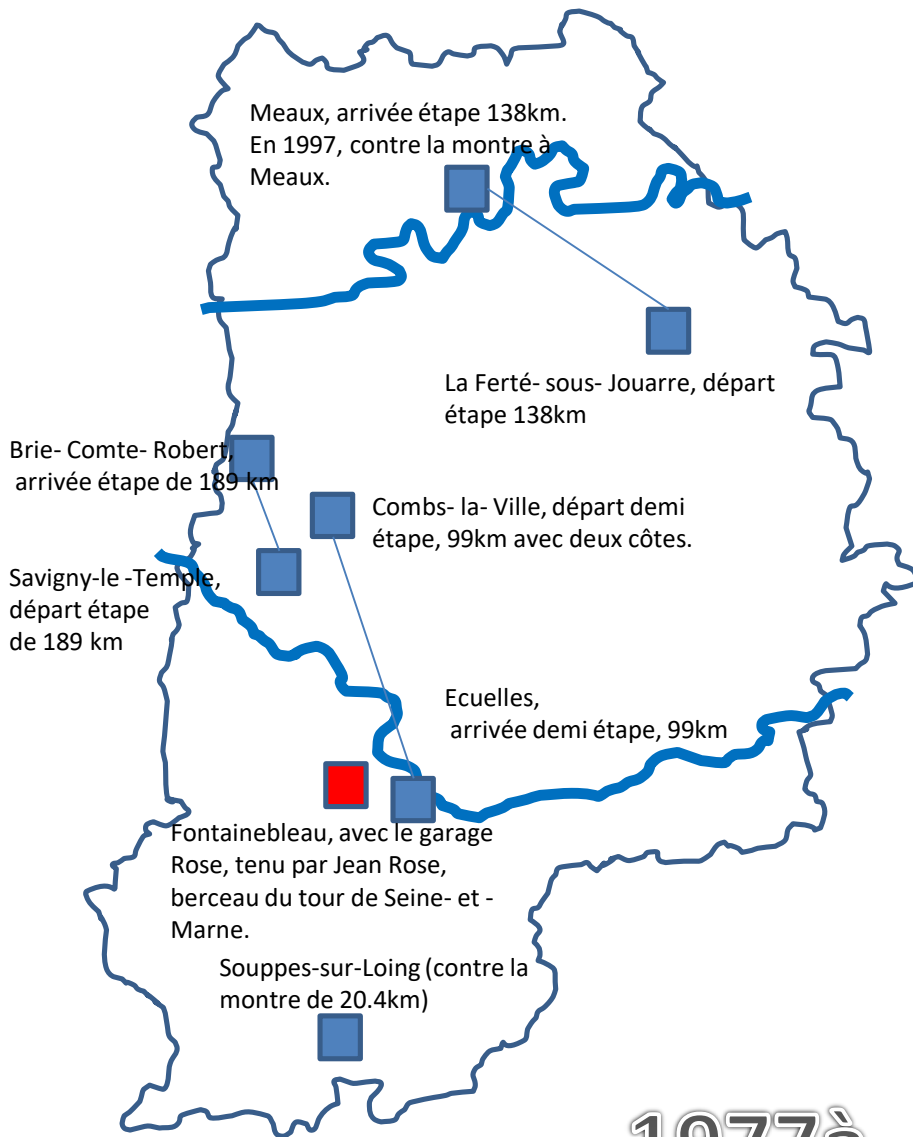 Meaux, arrivée étape 138km.
En 1997, contre la montre à
Meaux.
La Ferté- sous- Jouarre, départ
étape 138km
Brie- Comte- Robert,
arrivée étape de 189 km
Combs- la- Ville, départ demi
étape, 99km avec deux côtes.
Savigny-le -Temple,
départ étape
de 189 km
Ecuelles,
arrivée demi étape, 99km
Fontainebleau, avec le garage
Rose, tenu par Jean Rose,
berceau du tour de Seine- et -
Marne.
Souppes-sur-Loing (contre la
montre de 20.4km)
1977à